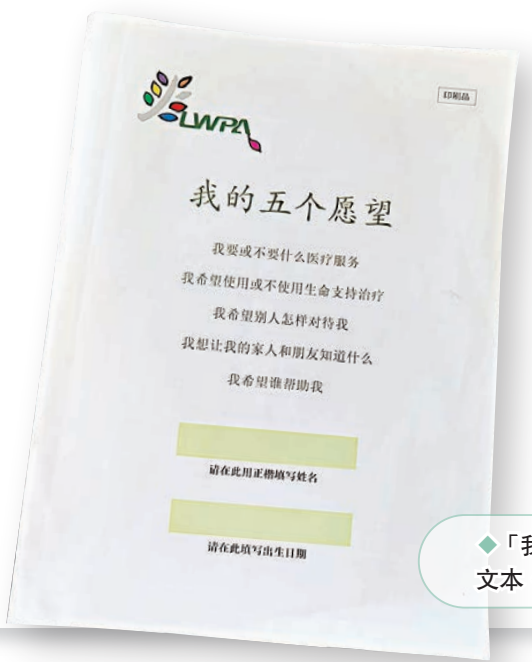 LWPA
印刷品
我的五个愿望
我要或不要什么医疗服务
我希望使用或不使用生命支持治疗
我希望别人怎样对待我
我想让我的家人和朋友知道什么
我希望谁帮助我
请在此用正楷填写姓名
请在此填写出生日期
◆「我
文本